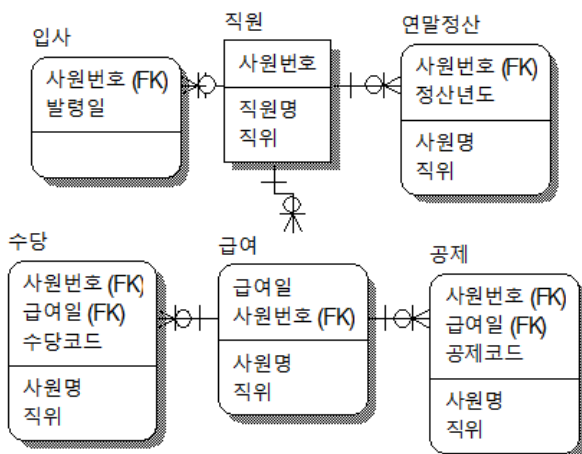 입사
사원번호 (FK)
발령일
직원
사원번호
직원명
직위
연말정산
사원번호 (FK)
정산년도
사원명
직위
수당
사원번호 (FK)
급여일 (FK)
수당코드
사원명
직위
급여
급여일
사원번호 (FK)
사원명
직위
공제
사원번호 (FK)
급여일 (FK)
공제코드
사원명
직위